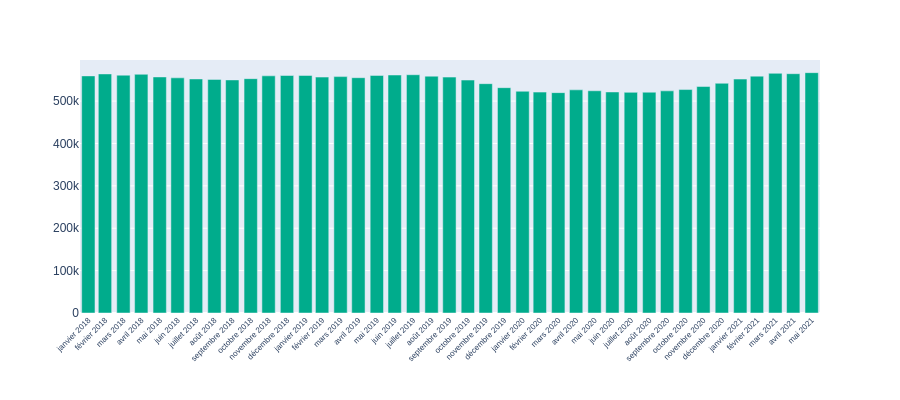 500k
400k
300k
200k
100k
0
janvier 2018
février 2018
mars 2018
avril 2018
mai 2018
juin 2018
juillet 2018
août 2018
septembre 2018
octobre 2018
novembre 2018
décembre 2018
janvier 2019
février 2019
mars 2019
avril 2019
mai 2019
juin 2019
juillet 2019
août 2019
septembre 2019
octobre 2019
novembre 2019
décembre 2019
janvier 2020
février 2020
mars 2020
avril 2020
mai 2020
juin 2020
juillet 2020
août 2020
septembre 2020
octobre 2020
novembre 2020
décembre 2020
janvier 2021
février 2021
mars 2021
avril 2021
mai 2021